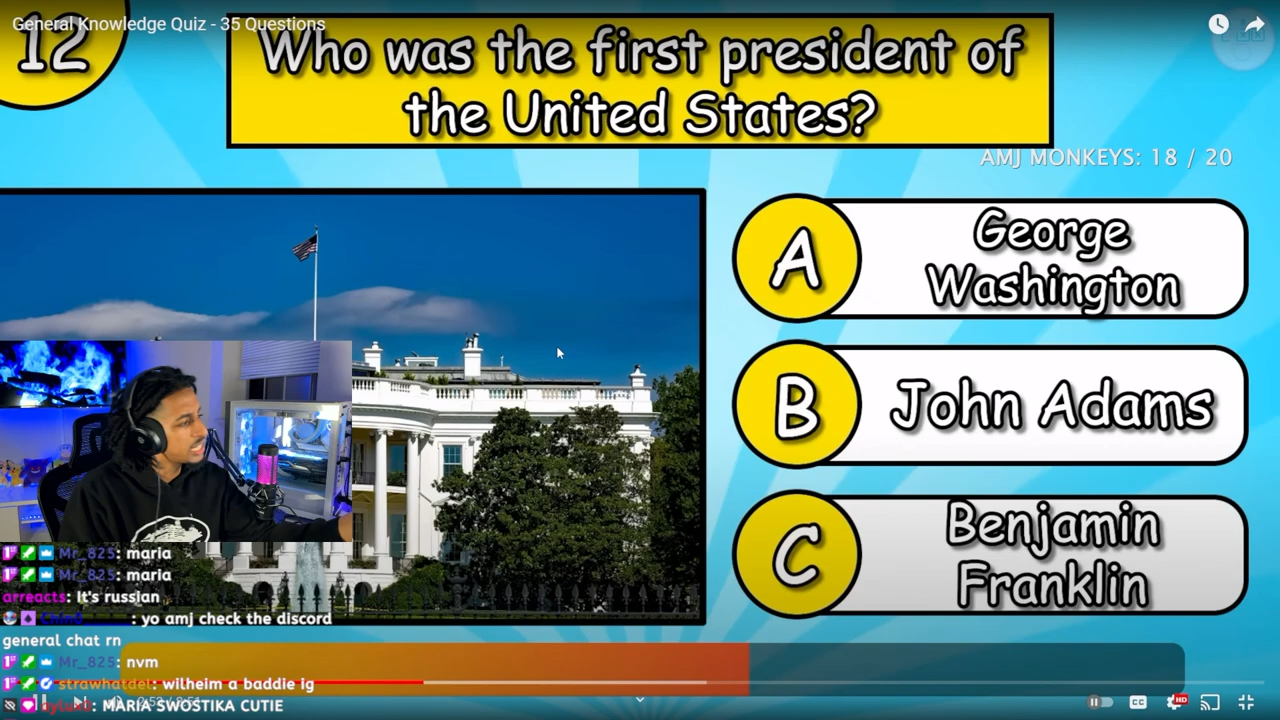 General Knowledge Quiz - 35 Questions
12
Who was the first president of
the United States?
AMJ MONKEYS: 18 / 20
A
George
Washington
B
John Adams
C
Benjamin
Franklin
Mr_825: maria
Mr_825: maria
arreacts: It's russian
: yo amj check the discord
general chat rn
Mr_825: nvm
strawhatdel: wilheim a baddie ig
: MARIA SWOSTIKA CUTIE
CC
HD